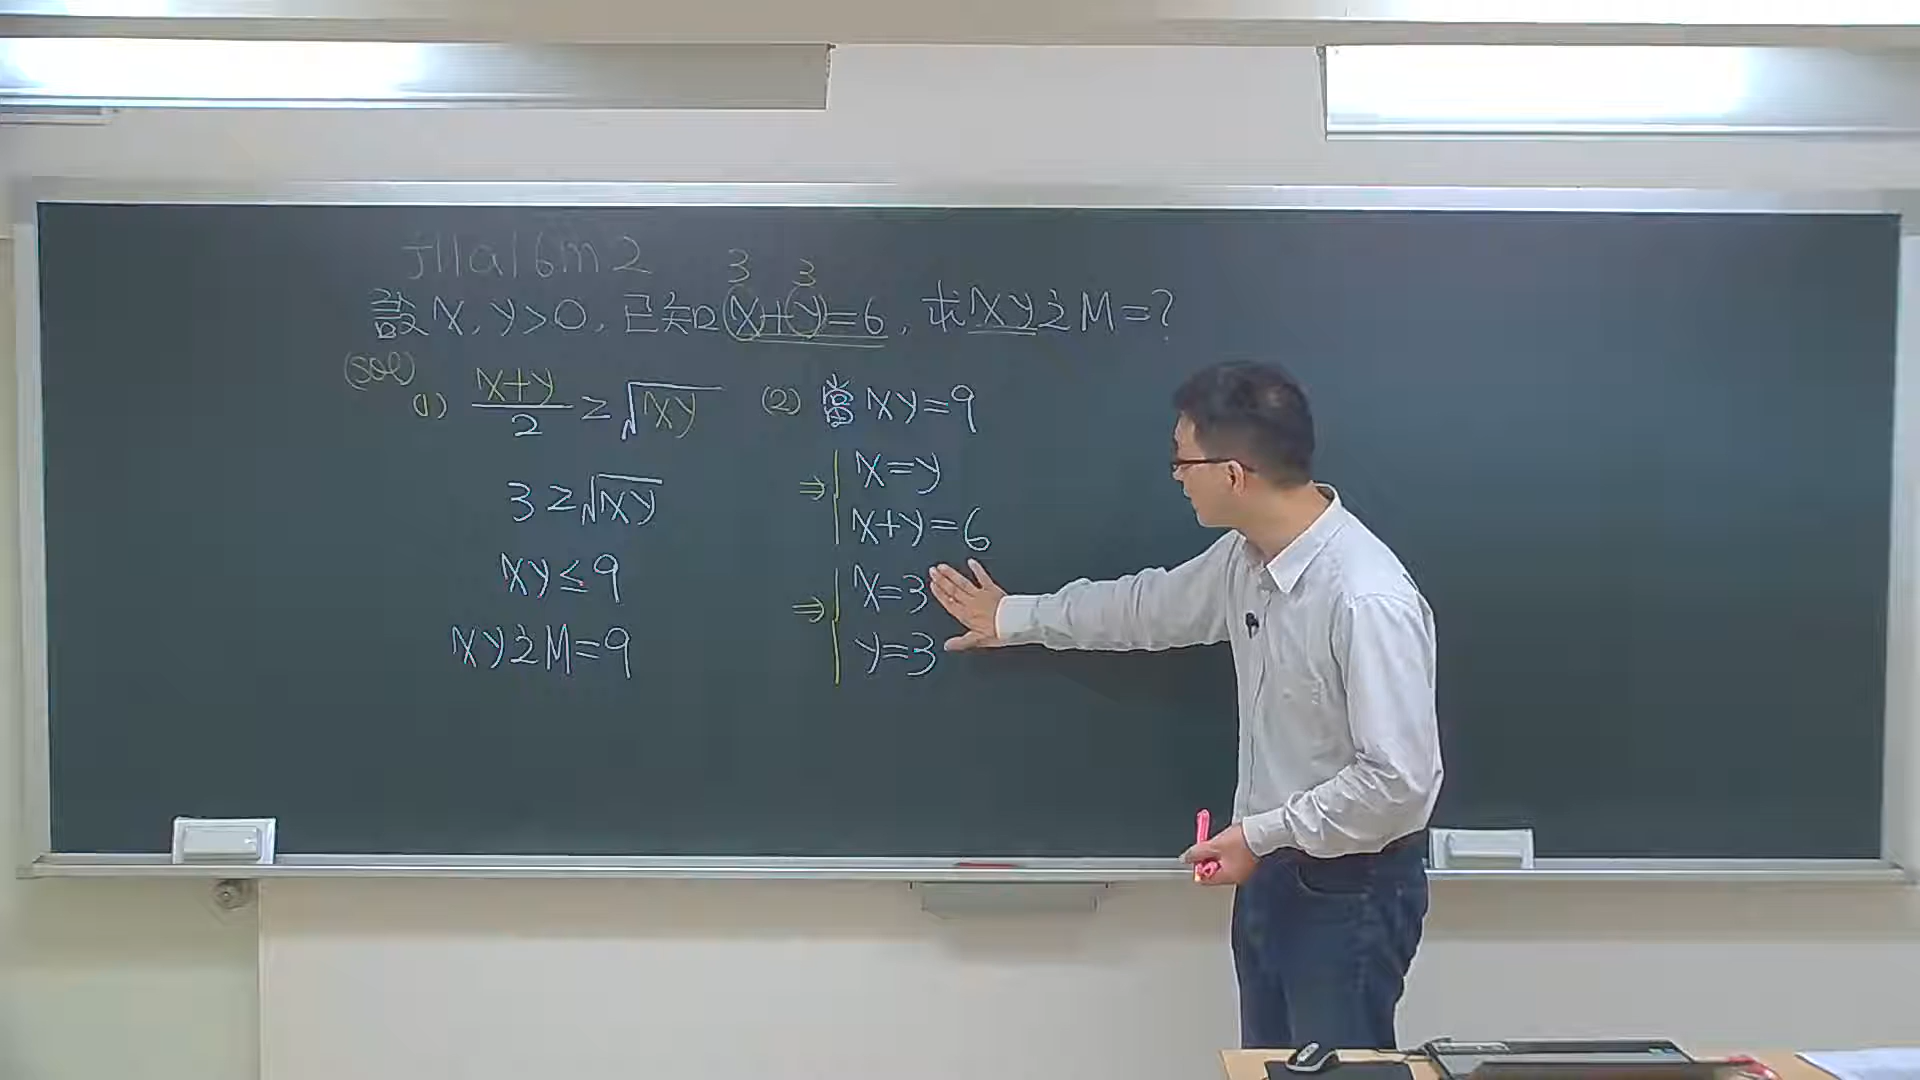 j11a16m2
3 3
設x,y>0,已知(x+y)=6,求xy之M=?
(sol)
(1) x+y/2≥√xy
3≥√xy
xy≤9
xy之M=9
(2) 當xy=9
⇒ x=y
x+y=6
⇒ x=3
y=3